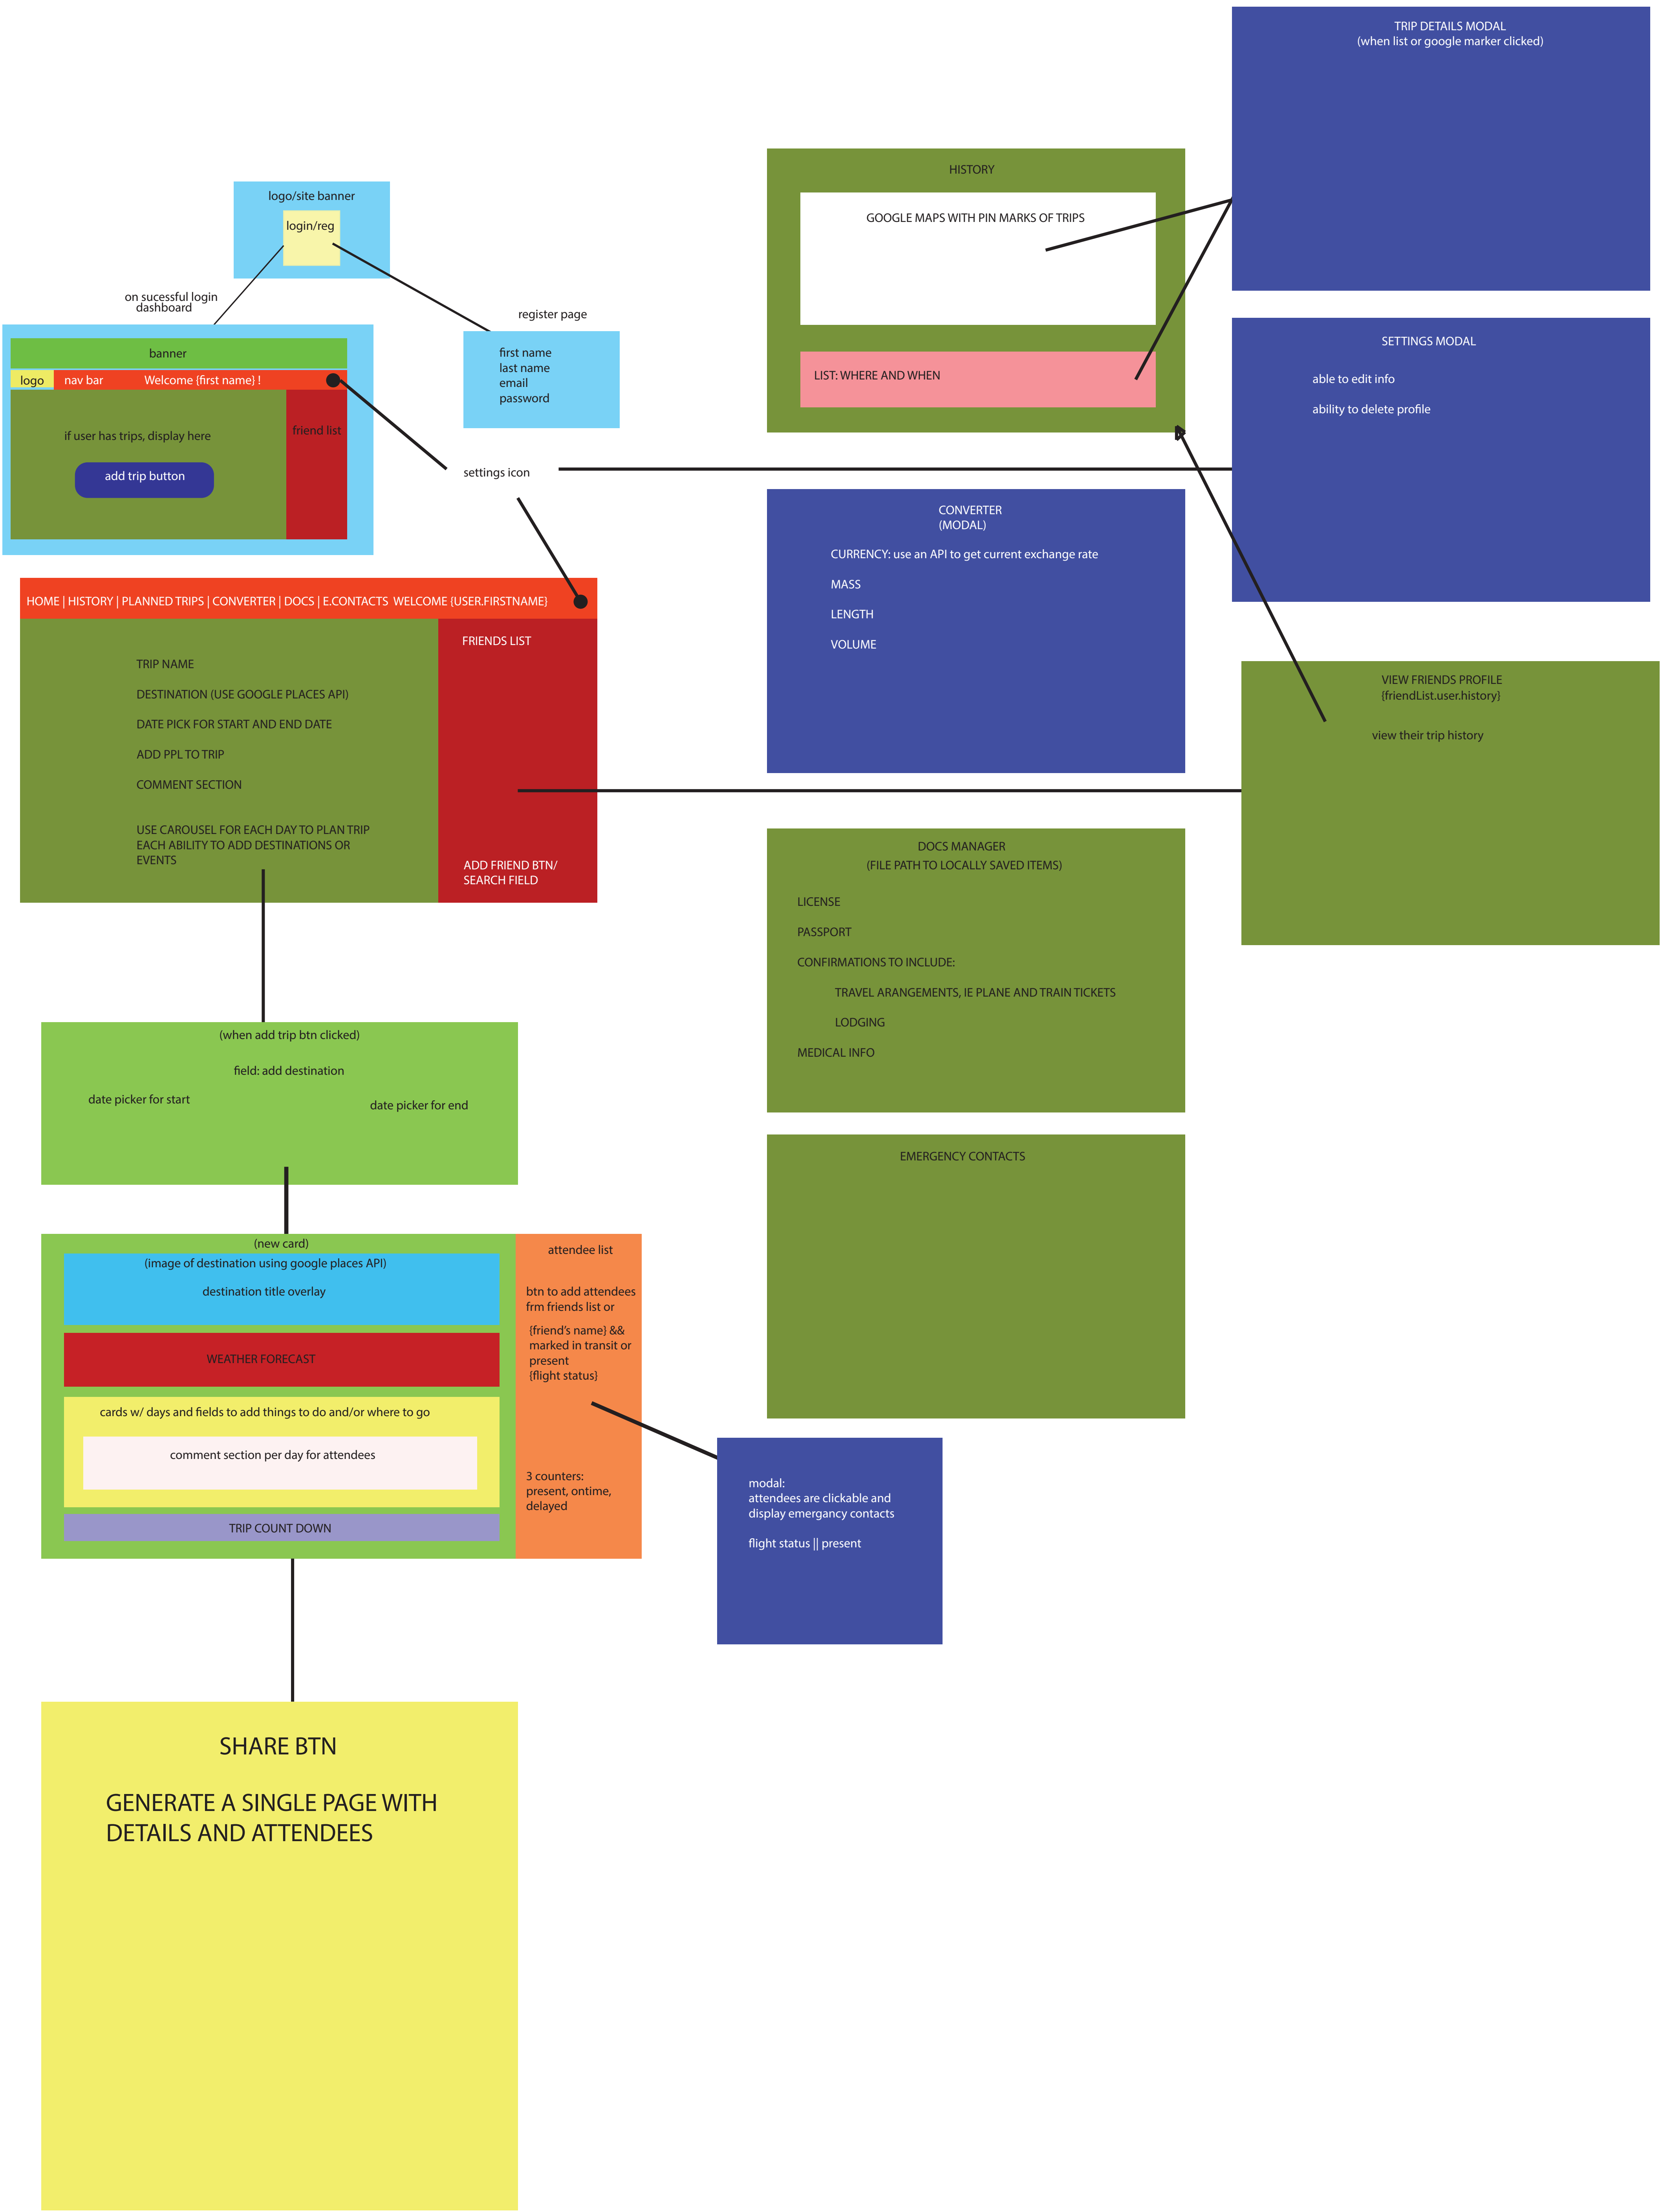 TRIP DETAILS MODAL
(when list or google marker clicked)
HISTORY
GOOGLE MAPS WITH PIN MARKS OF TRIPS
LIST: WHERE AND WHEN
logo/site banner
login/reg
on sucessful login
dashboard
register page
first name
last name
email
password
banner
logo
nav bar
Welcome {first name} !
if user has trips, display here
friend list
add trip button
settings icon
SETTINGS MODAL
able to edit info
ability to delete profile
CONVERTER
(MODAL)
CURRENCY: use an API to get current exchange rate
MASS
LENGTH
VOLUME
HOME | HISTORY | PLANNED TRIPS | CONVERTER | DOCS | E.CONTACTS WELCOME {USER.FIRSTNAME}
TRIP NAME
DESTINATION (USE GOOGLE PLACES API)
DATE PICK FOR START AND END DATE
ADD PPL TO TRIP
COMMENT SECTION
USE CAROUSEL FOR EACH DAY TO PLAN TRIP
EACH ABILITY TO ADD DESTINATIONS OR
EVENTS
FRIENDS LIST
ADD FRIEND BTN/
SEARCH FIELD
VIEW FRIENDS PROFILE
{friendList.user.history}
view their trip history
DOCS MANAGER
(FILE PATH TO LOCALLY SAVED ITEMS)
LICENSE
PASSPORT
CONFIRMATIONS TO INCLUDE:
TRAVEL ARANGEMENTS, IE PLANE AND TRAIN TICKETS
LODGING
MEDICAL INFO
(when add trip btn clicked)
field: add destination
date picker for start
date picker for end
EMERGENCY CONTACTS
(new card)
(image of destination using google places API)
destination title overlay
WEATHER FORECAST
cards w/ days and fields to add things to do and/or where to go
comment section per day for attendees
TRIP COUNT DOWN
attendee list
btn to add attendees
frm friends list or
{friend's name} &&
marked in transit or
present
{flight status}
3 counters:
present, ontime,
delayed
modal:
attendees are clickable and
display emergancy contacts
flight status || present
SHARE BTN
GENERATE A SINGLE PAGE WITH
DETAILS AND ATTENDEES